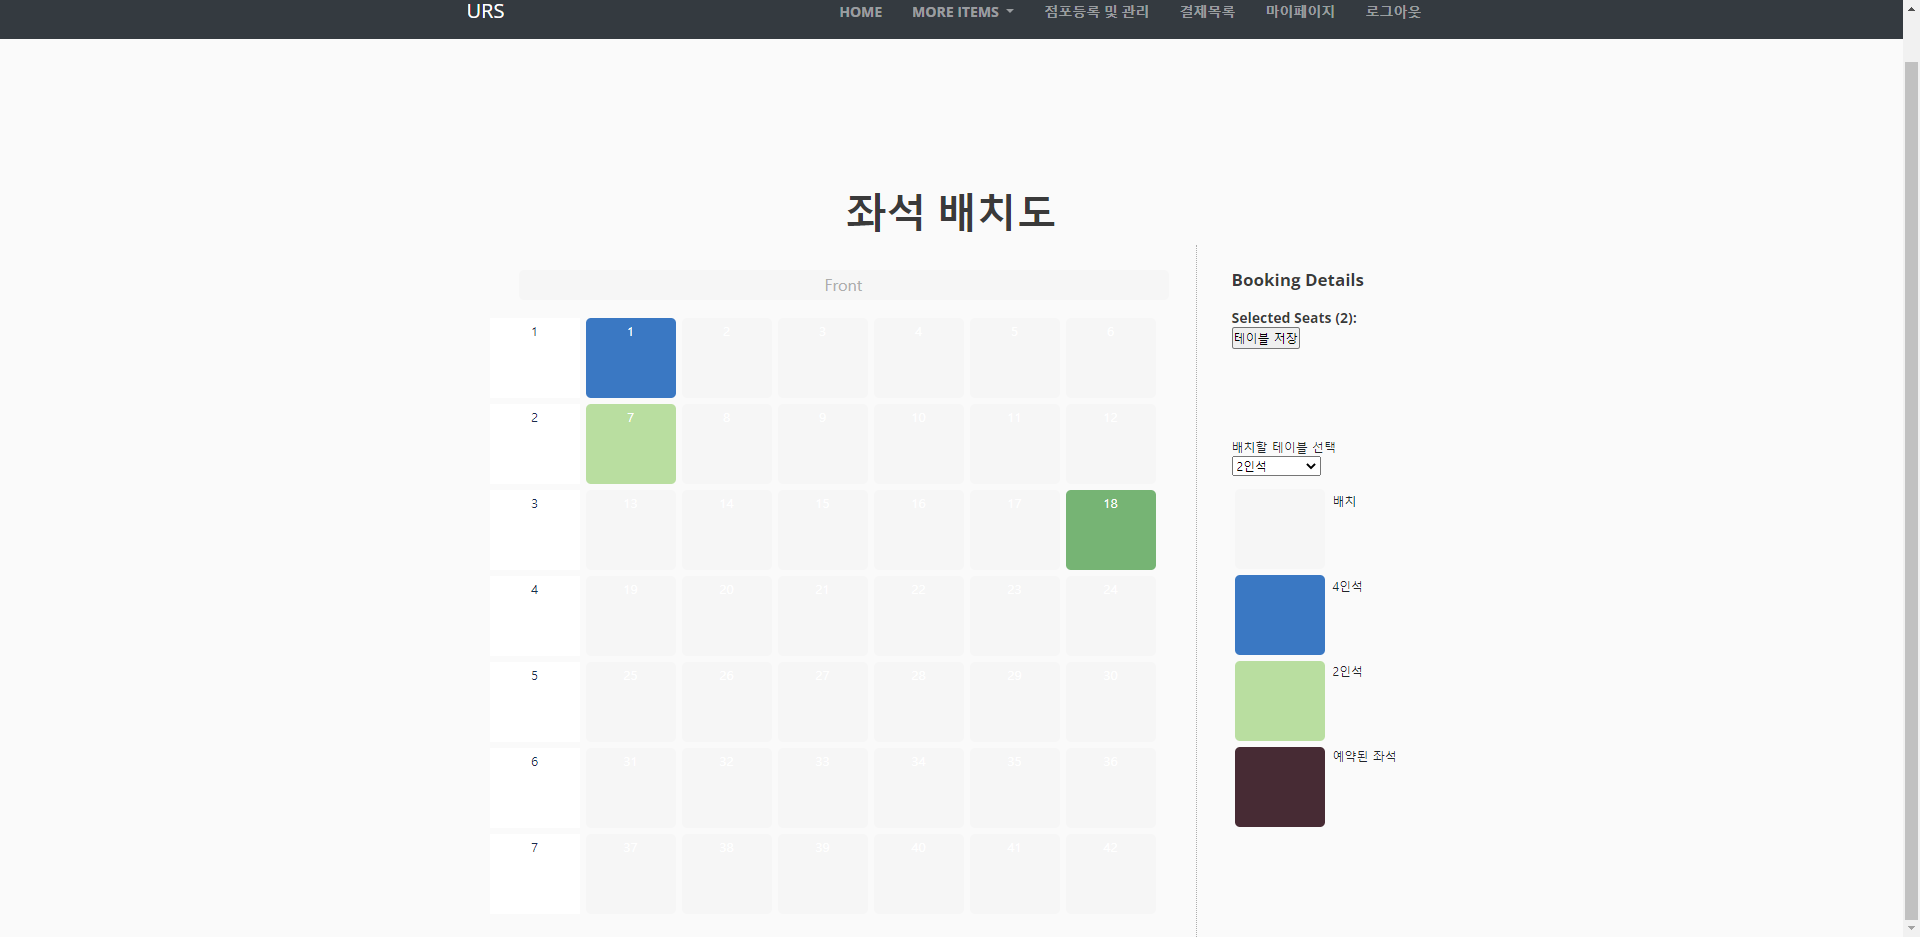 URS HOME MORE ITEMS 점포등록 및 관리 결제목록 마이페이지 로그아웃
좌석 배치도
Front
1 1 2 3 4 5 6
2 7 8 9 10 11 12
3 13 14 15 16 17 18
4 19 20 21 22 23 24
5 25 26 27 28 29 30
6 31 32 33 34 35 36
7 37 38 39 40 41 42
Booking Details
Selected Seats (2):
테이블 저장
배치할 테이블 선택
2인석
배치
4인석
2인석
예약된 좌석